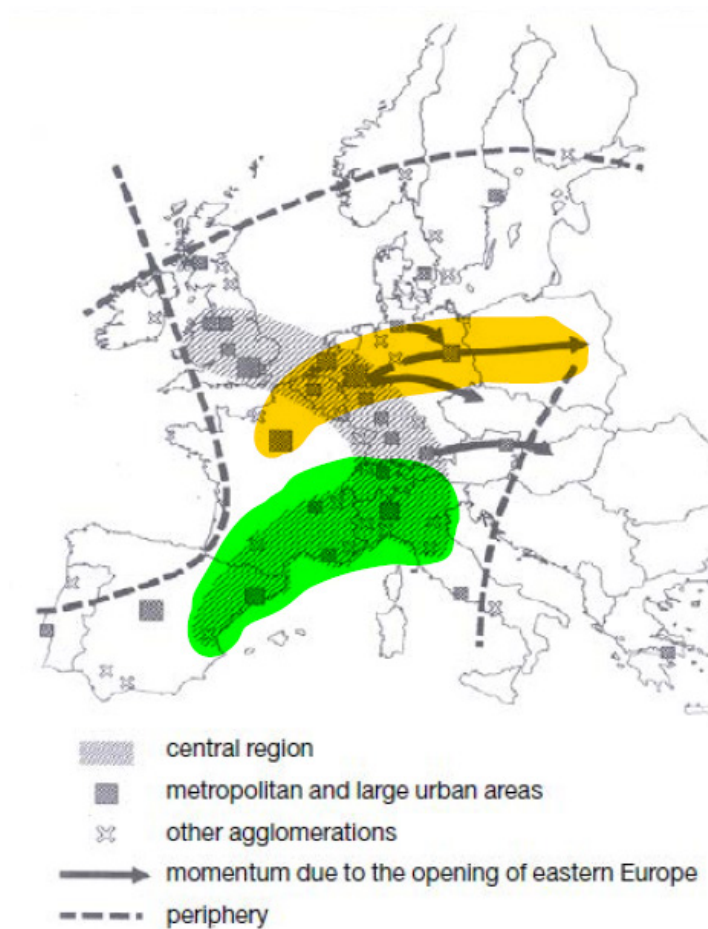 central region
metropolitan and large urban areas
other agglomerations
momentum due to the opening of eastern Europe
periphery